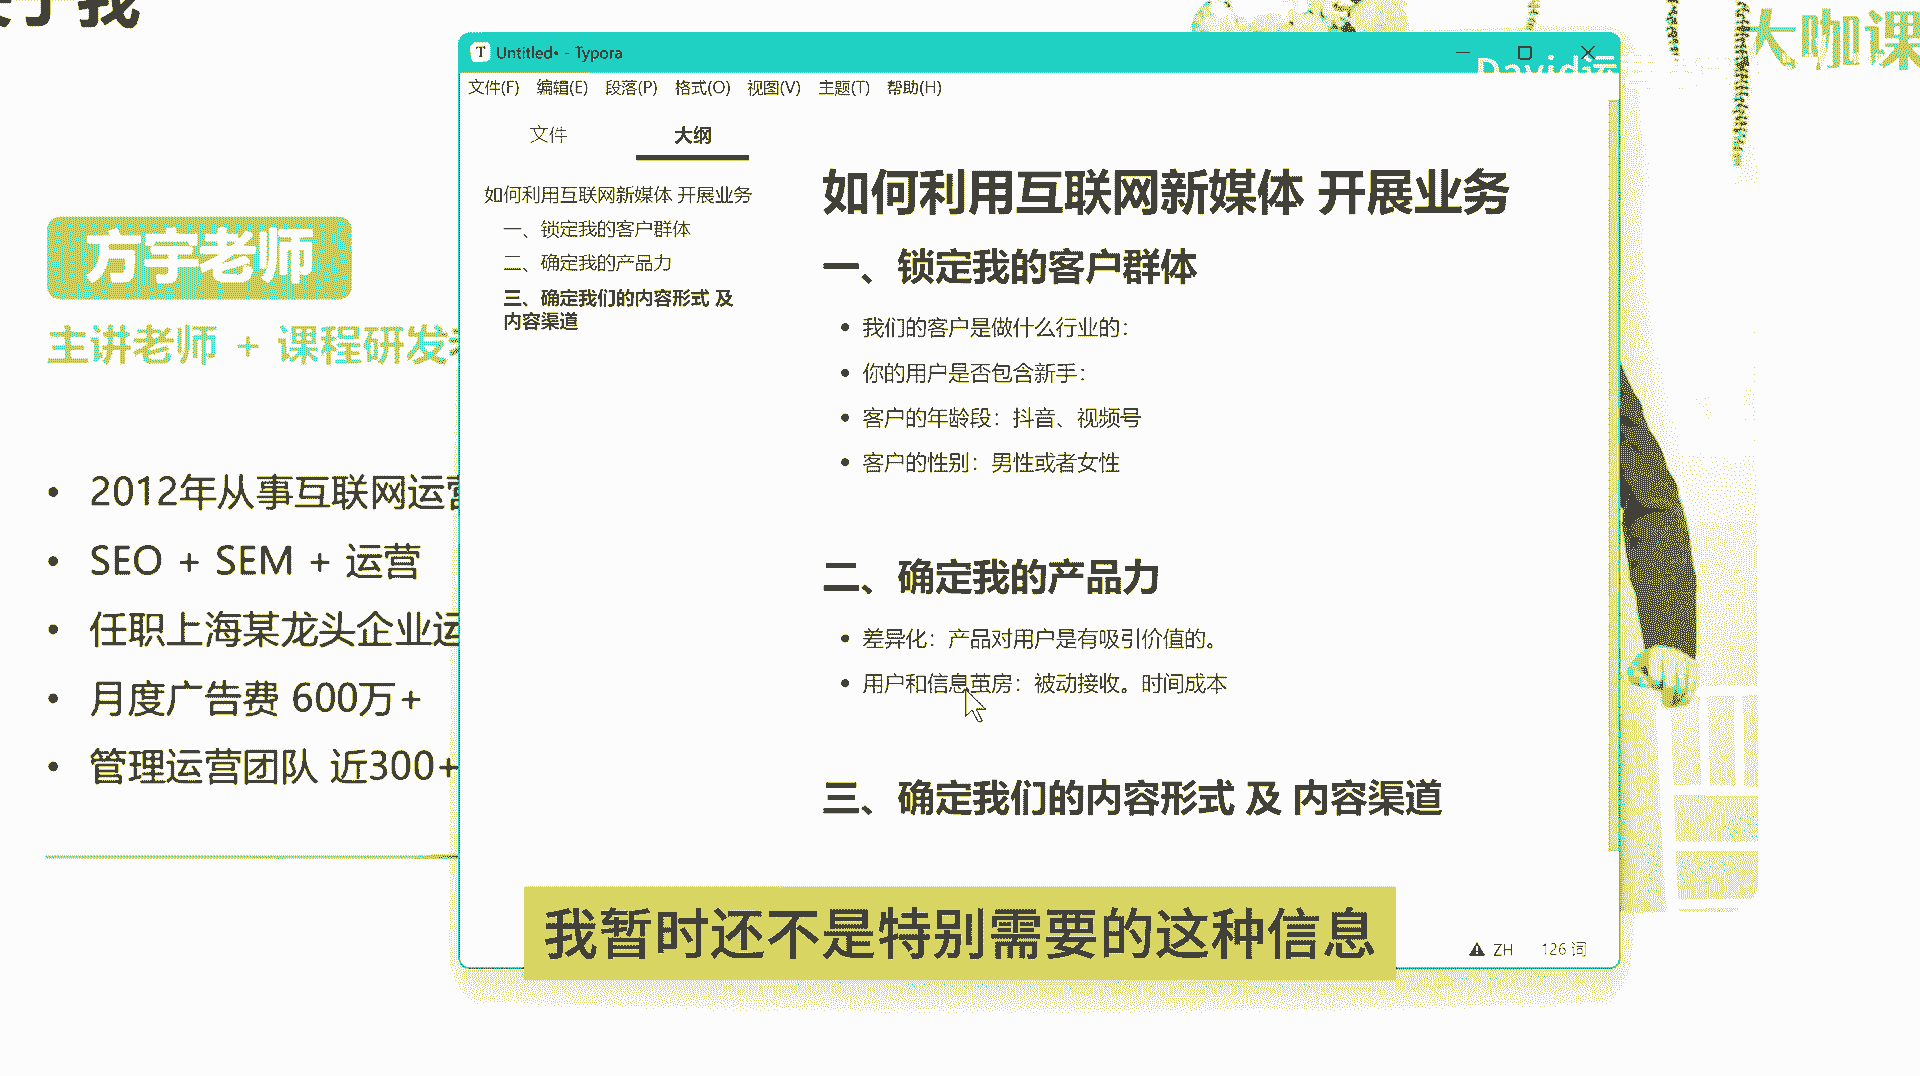 于我
大咖课
方宇老师
主讲老师 + 课程研发
2012年从事互联网运营
SEO + SEM + 运营
任职上海某龙头企业运
月度广告费 600万+
管理运营团队 近300+
Untitled• - Typora
David运
文件(F) 编辑(E) 段落(P) 格式(O) 视图(V) 主题(T) 帮助(H)
文件 大纲
如何利用互联网新媒体 开展业务
一、锁定我的客户群体
二、确定我的产品力
三、确定我们的内容形式 及
内容渠道
如何利用互联网新媒体 开展业务
一、锁定我的客户群体
我们的客户是做什么行业的：
你的用户是否包含新手：
客户的年龄段：抖音、视频号
客户的性别：男性或者女性
二、确定我的产品力
差异化：产品对用户是有吸引价值的。
用户和信息茧房：被动接收。时间成本
三、确定我们的内容形式 及 内容渠道
我暂时还不是特别需要的这种信息
ZH 126 词